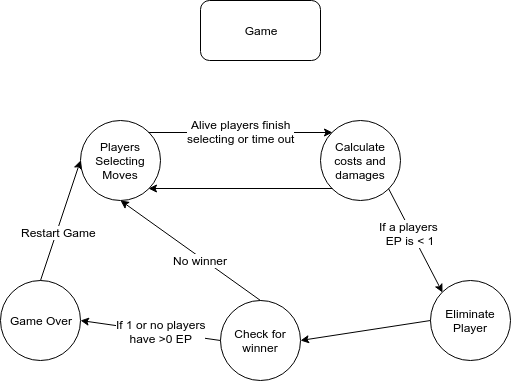 Game
Alive players finish
selecting or time out
Players
Selecting
Moves
Calculate
costs and
damages
If a players
EP is < 1
Restart Game
No winner
Game Over
If 1 or no players
have >0 EP
Check for
winner
Eliminate
Player